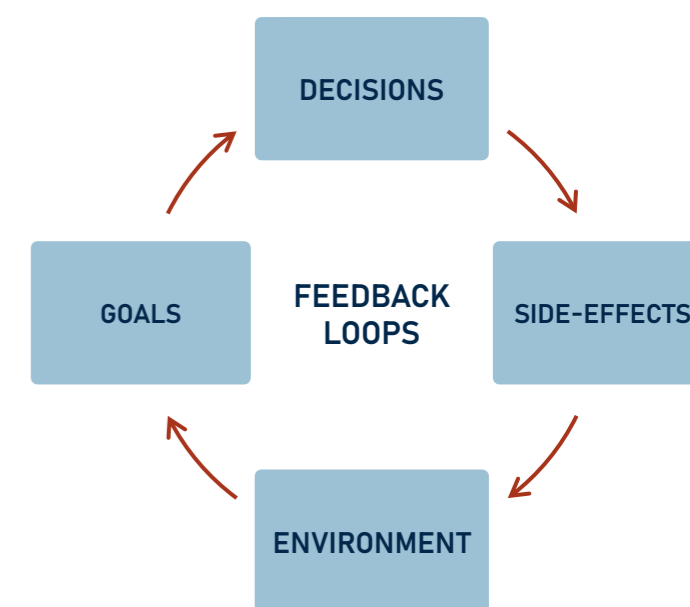 DECISIONS
GOALS
FEEDBACK
LOOPS
SIDE-EFFECTS
ENVIRONMENT